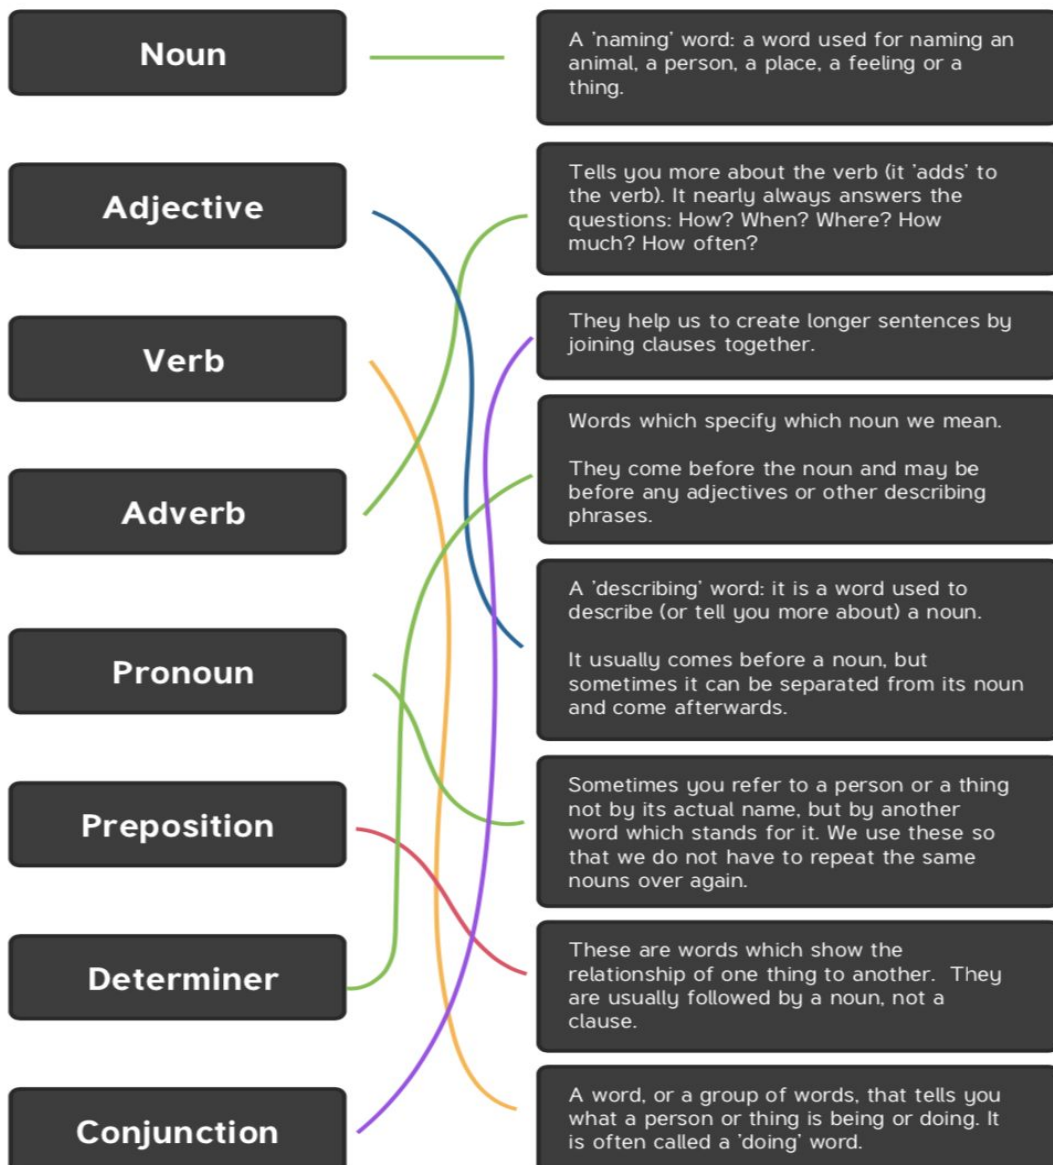 Noun
A 'naming' word: a word used for naming an
animal, a person, a place, a feeling or a
thing.
Adjective
Tells you more about the verb (it 'adds' to
the verb). It nearly always answers the
questions: How? When? Where? How
much? How often?
Verb
They help us to create longer sentences by
joining clauses together.
Adverb
Words which specify which noun we mean.
They come before the noun and may be
before any adjectives or other describing
phrases.
Pronoun
A 'describing' word: it is a word used to
describe (or tell you more about) a noun.
It usually comes before a noun, but
sometimes it can be separated from its noun
and come afterwards.
Preposition
Sometimes you refer to a person or a thing
not by its actual name, but by another
word which stands for it. We use these so
that we do not have to repeat the same
nouns over again.
Determiner
These are words which show the
relationship of one thing to another.  They
are usually followed by a noun, not a
clause.
Conjunction
A word, or a group of words, that tells you
what a person or thing is being or doing. It
is often called a 'doing' word.